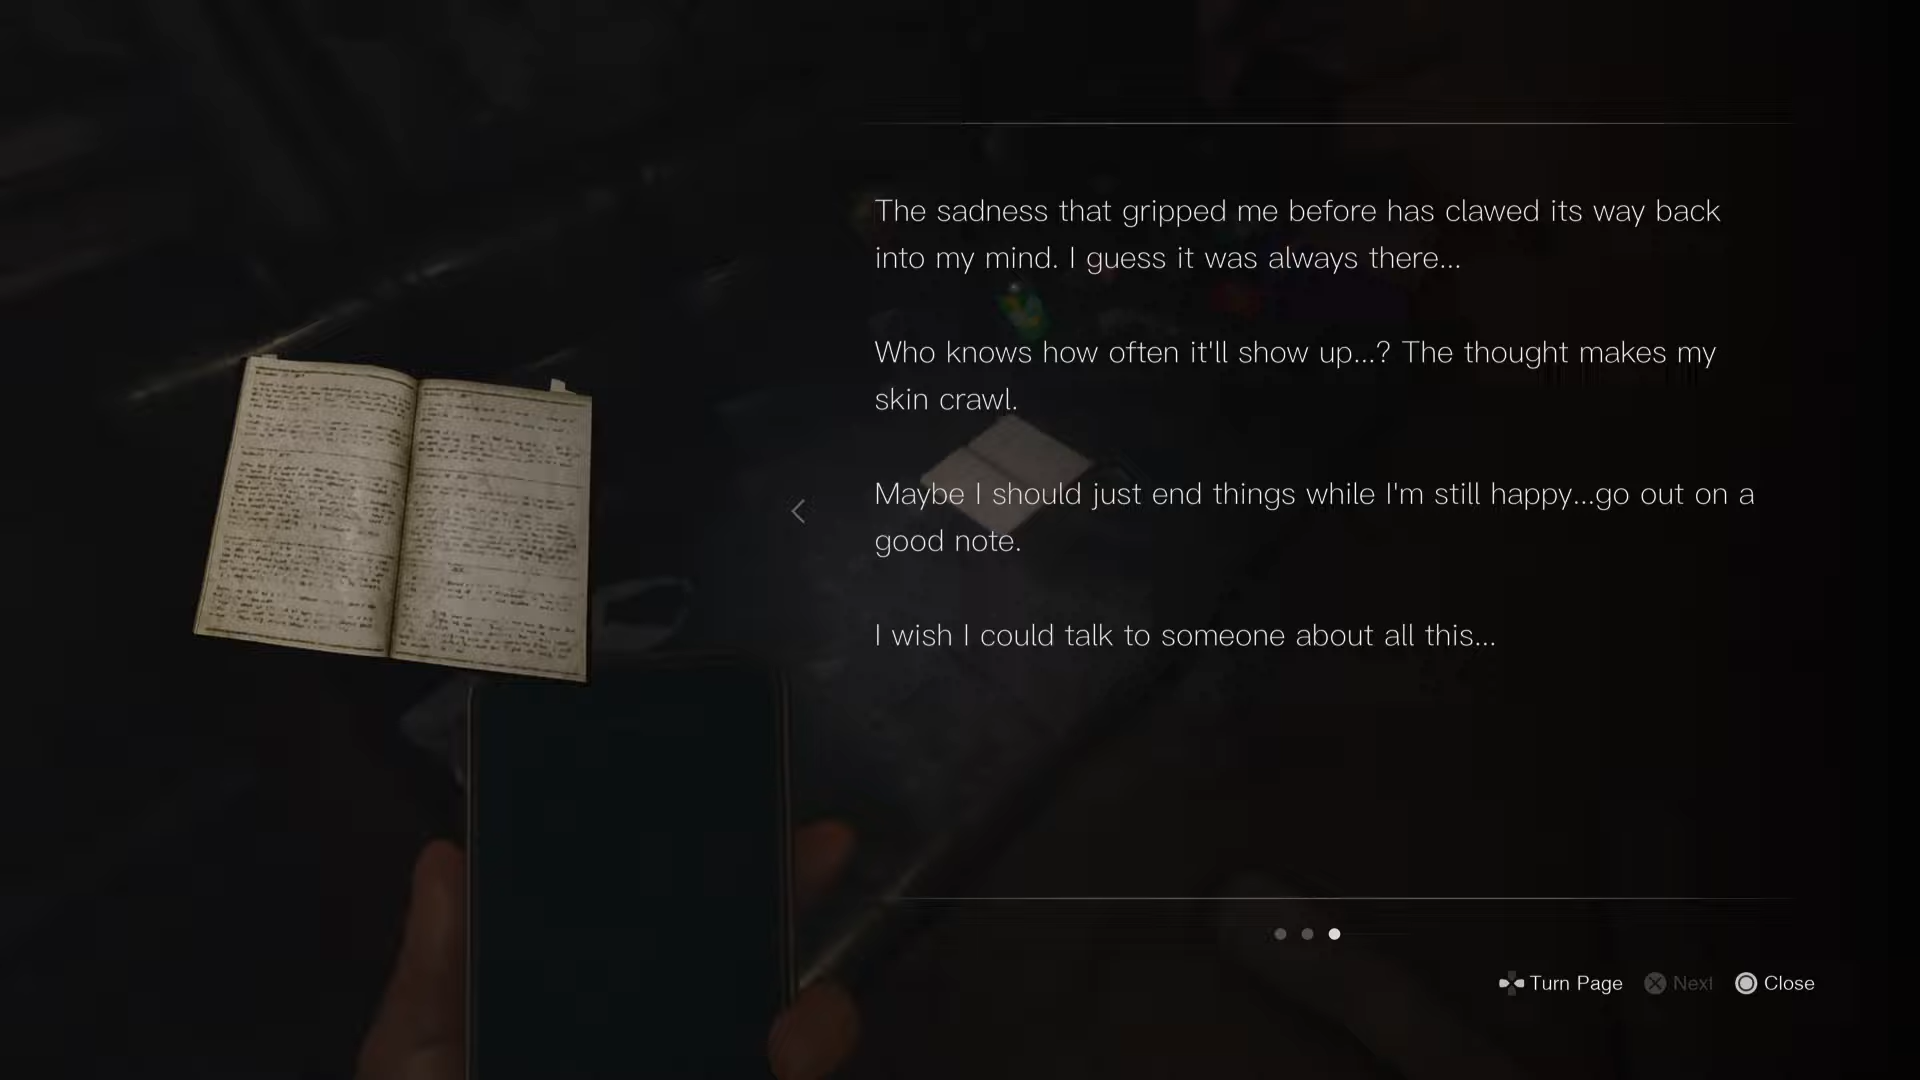 The sadness that gripped me before has clawed its way back
into my mind. I guess it was always there...
Who knows how often it'll show up...? The thought makes my
skin crawl.
Maybe I should just end things while I'm still happy...go out on a
good note.
I wish I could talk to someone about all this...
Turn Page Next Close